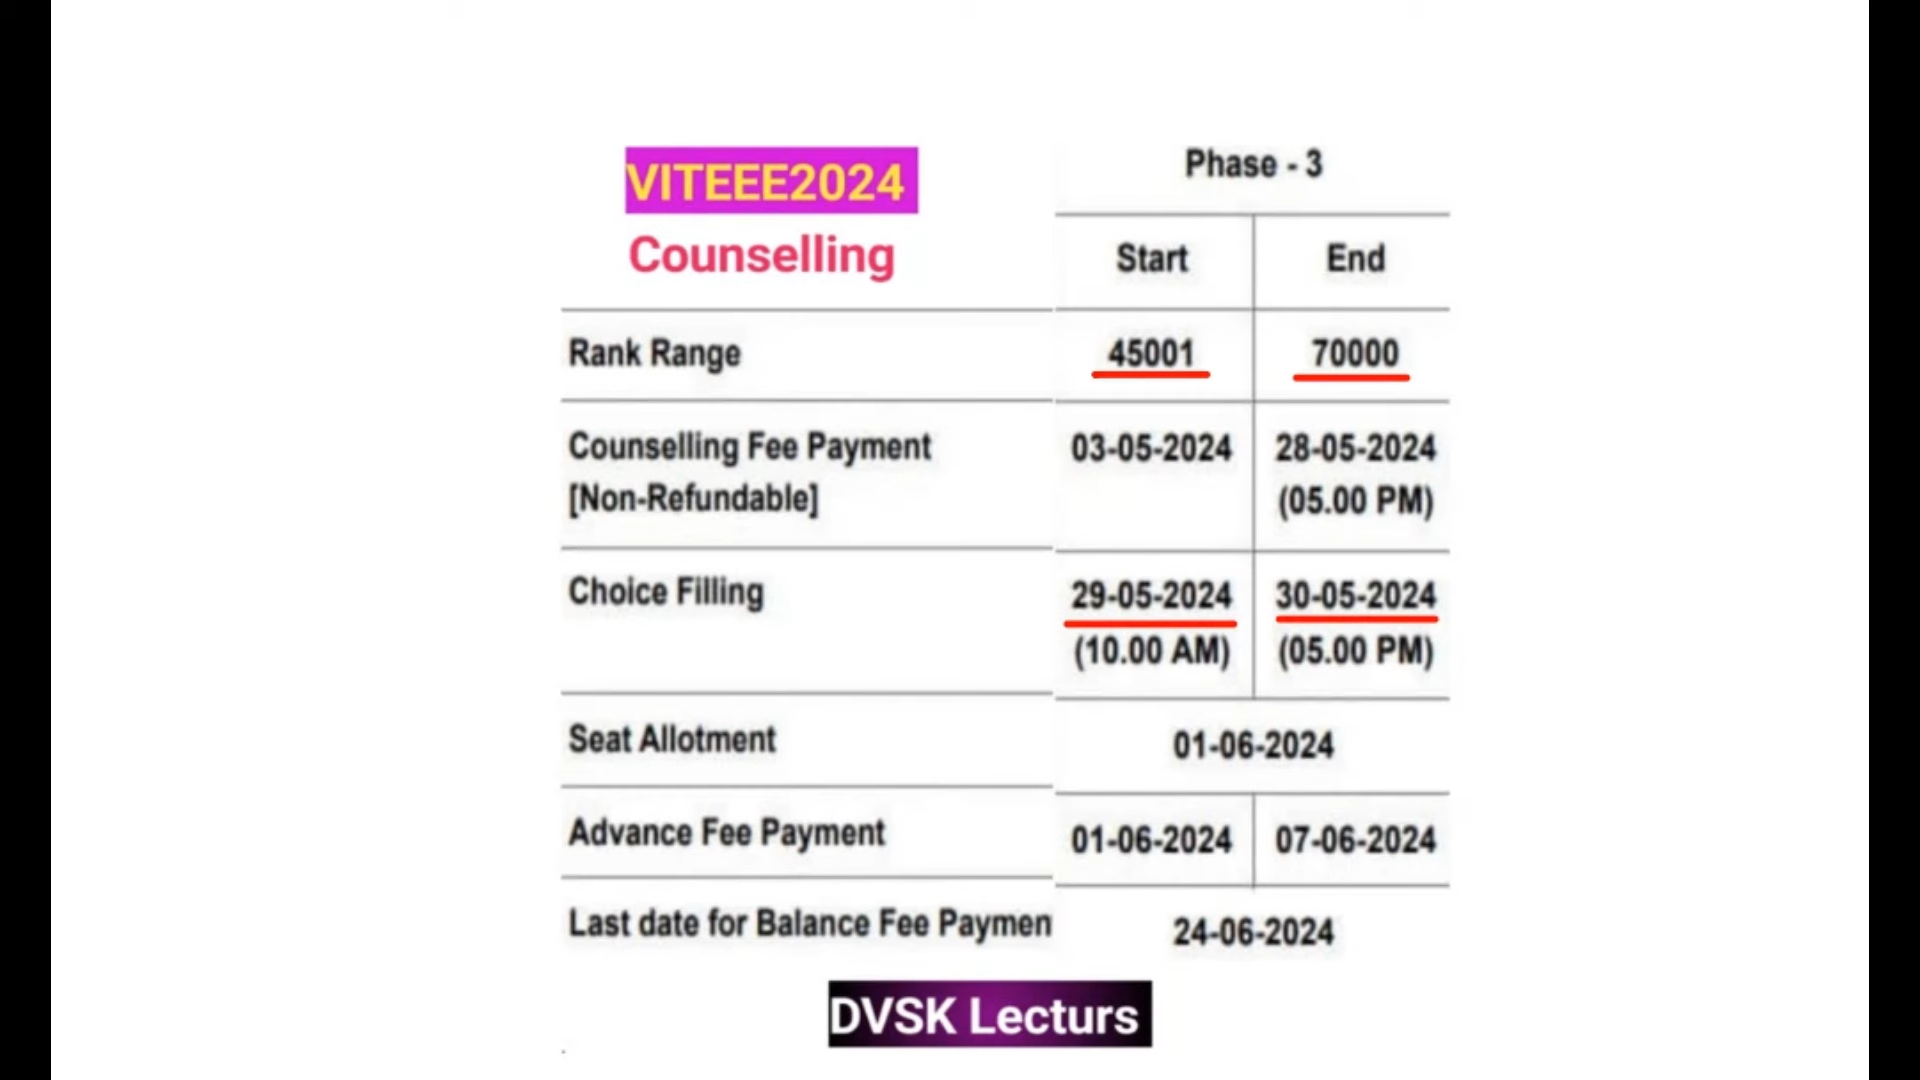 VITEEE2024
Counselling
Phase - 3
Start End
Rank Range 45001 70000
Counselling Fee Payment 03-05-2024 28-05-2024
[Non-Refundable] (05.00 PM)
Choice Filling 29-05-2024 30-05-2024
(10.00 AM) (05.00 PM)
Seat Allotment 01-06-2024
Advance Fee Payment 01-06-2024 07-06-2024
Last date for Balance Fee Paymen 24-06-2024
DVSK Lecturs